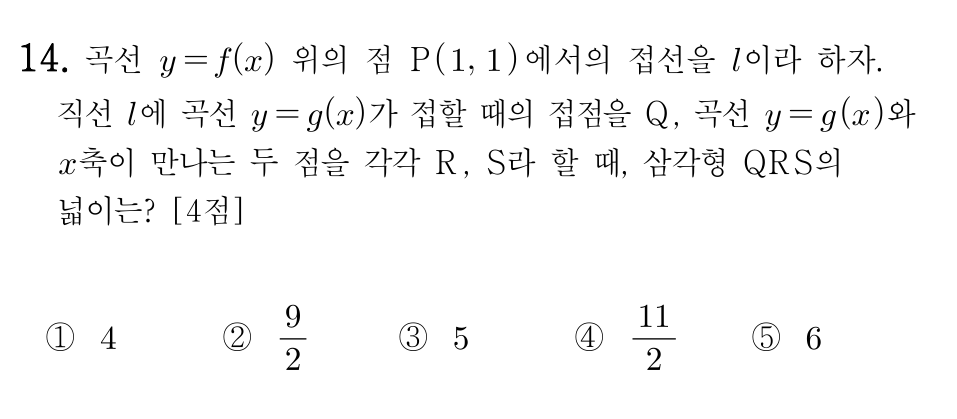 14. 곡선 y=f(x) 위의 점 P(1, 1)에서의 접선을 l이라 하자.
직선 l에 곡선 y=g(x)가 접할 때의 접점을 Q, 곡선 y=g(x)와
x축이 만나는 두 점을 각각 R, S라 할 때, 삼각형 QRS의
넓이는? [4점]
① 4 ② 9/2 ③ 5 ④ 11/2 ⑤ 6